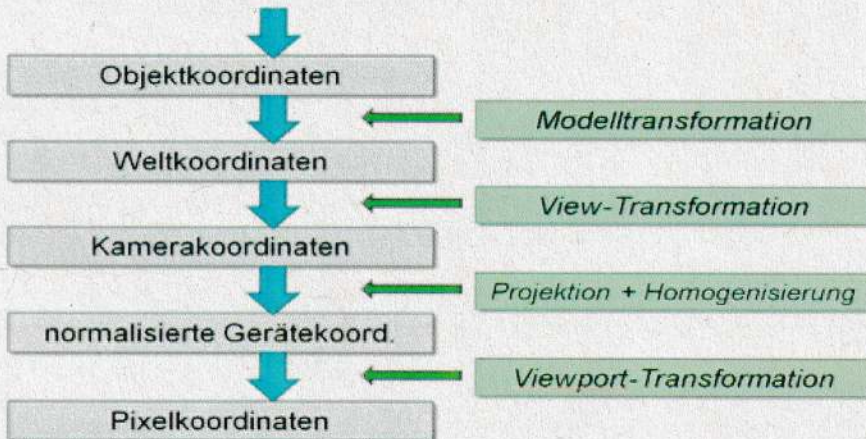 Objektkoordinaten
Modelltransformation
Weltkoordinaten
View-Transformation
Kamerakoordinaten
Projektion + Homogenisierung
normalisierte Gerätekoord.
Viewport-Transformation
Pixelkoordinaten